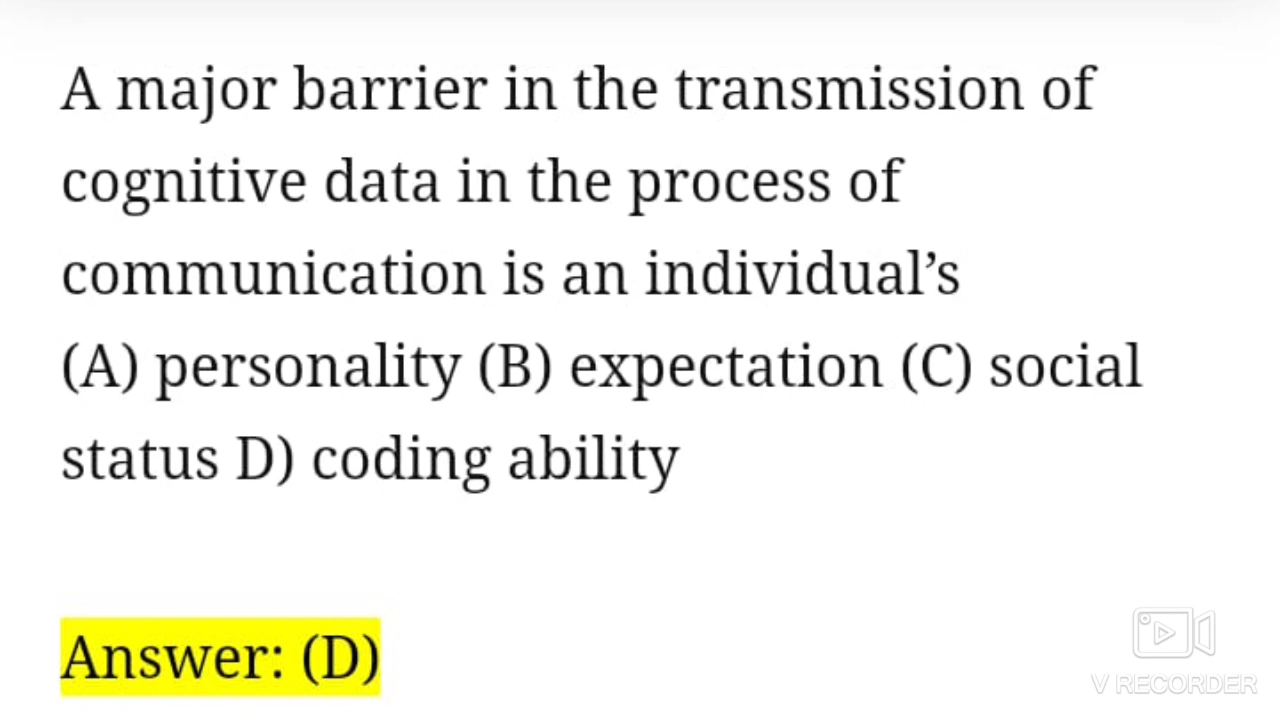 A major barrier in the transmission of
cognitive data in the process of
communication is an individual’s
(A) personality (B) expectation (C) social
status D) coding ability
Answer: (D)
V RECORDER